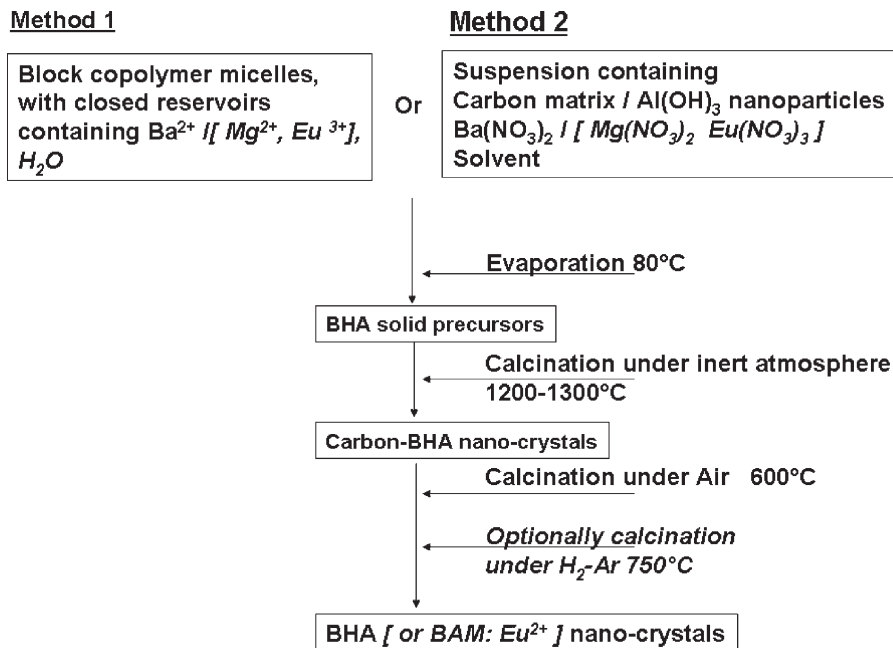 Method 1
Method 2
Block copolymer micelles,
with closed reservoirs
containing Ba²⁺ /[ Mg²⁺, Eu ³⁺],
H₂O
Or
Suspension containing
Carbon matrix / Al(OH)₃ nanoparticles
Ba(NO₃)₂ / [ Mg(NO₃)₂ Eu(NO₃)₃ ]
Solvent
Evaporation 80°C
BHA solid precursors
Calcination under inert atmosphere
1200-1300°C
Carbon-BHA nano-crystals
Calcination under Air 600°C
Optionally calcination
under H₂-Ar 750°C
BHA [ or BAM: Eu²⁺ ] nano-crystals